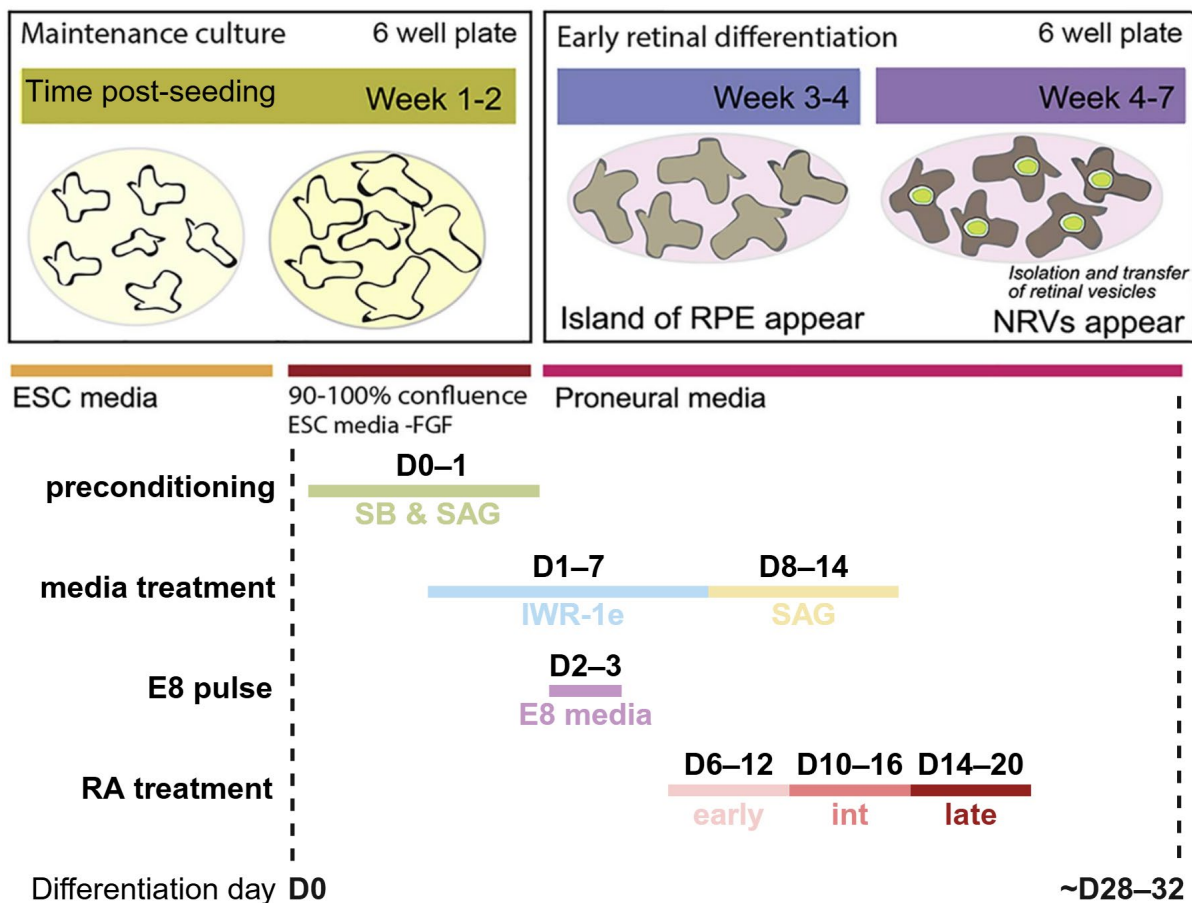 Maintenance culture 6 well plate
Time post-seeding Week 1-2
Early retinal differentiation 6 well plate
Week 3-4 Week 4-7
Isolation and transfer
of retinal vesicles
Island of RPE appear NRVs appear
ESC media
90-100% confluence
ESC media -FGF
Proneural media
preconditioning
D0–1
SB & SAG
media treatment
D1–7 D8–14
IWR-1e SAG
E8 pulse
D2–3
E8 media
RA treatment
D6–12 D10–16 D14–20
early int late
Differentiation day D0 ~D28–32